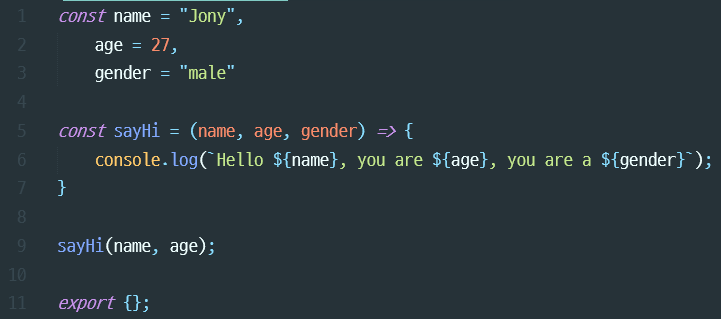 1 const name = "Jony",
2     age = 27,
3     gender = "male"
4
5 const sayHi = (name, age, gender) => {
6     console.log(`Hello ${name}, you are ${age}, you are a ${gender}`);
7 }
8
9 sayHi(name, age);
10
11 export {};